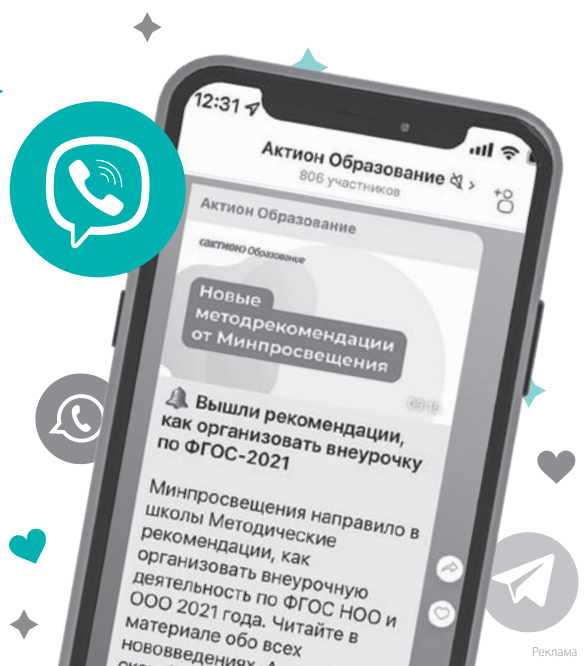 12:31
Актион Образование
806 участников
Актион Образование
‹актион› Образование
Новые
методрекомендации
от Минпросвещения
09:15
Вышли рекомендации,
как организовать внеурочку
по ФГОС-2021
Минпросвещения направило в
школы Методические
рекомендации, как
организовать внеурочную
деятельность по ФГОС НОО и
ООО 2021 года. Читайте в
материале обо всех
нововведениях.
Реклама